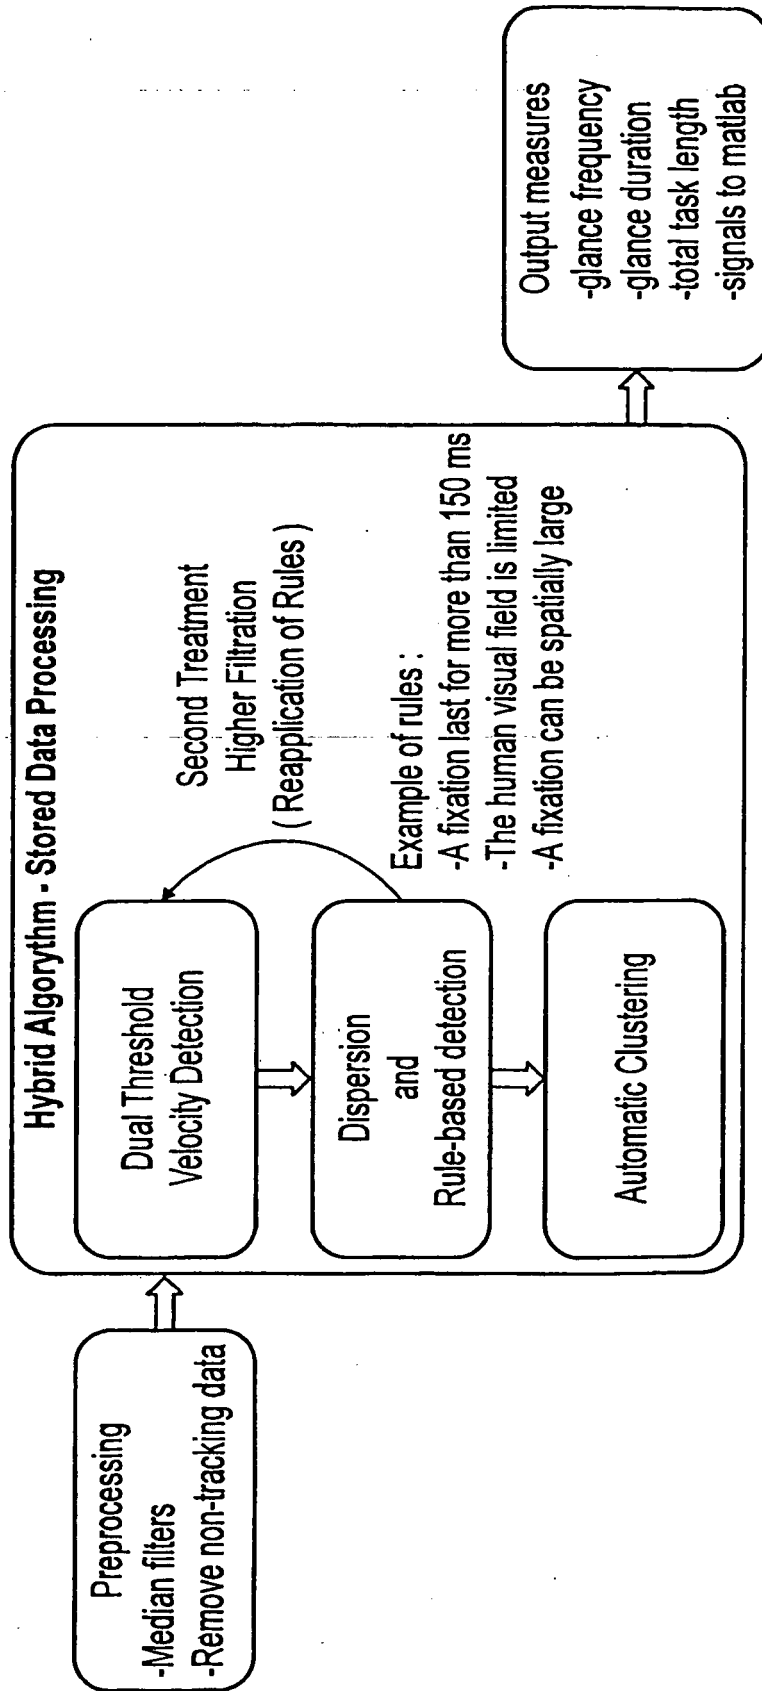 Preprocessing
-Median filters
-Remove non-tracking data
Hybrid Algorythm - Stored Data Processing
Dual Threshold
Velocity Detection
Dispersion
and
Rule-based detection
Automatic Clustering
Second Treatment
Higher Filtration
( Reapplication of Rules )
Example of rules :
-A fixation last for more than 150 ms
-The human visual field is limited
-A fixation can be spatially large
Output measures
-glance frequency
-glance duration
-total task length
-signals to matlab